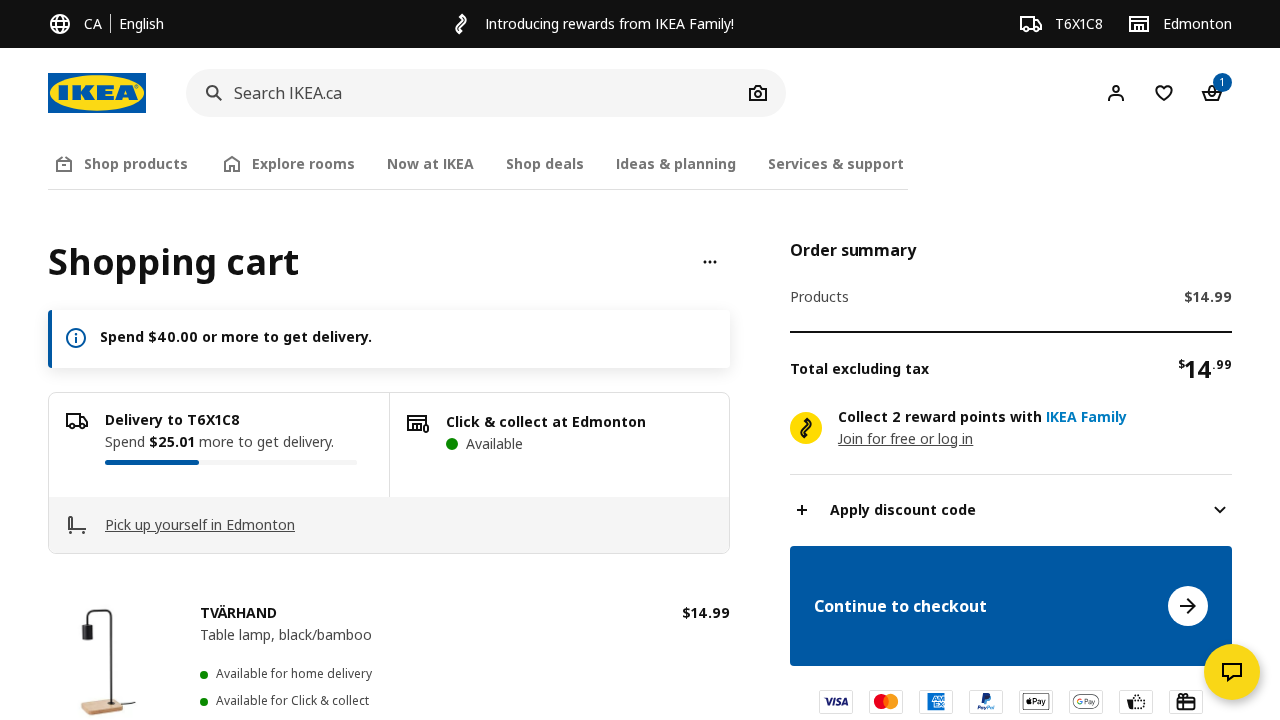 CA
English
Introducing rewards from IKEA Family!
T6X1C8
Edmonton
IKEA
Search IKEA.ca
1
Shop products
Explore rooms
Now at IKEA
Shop deals
Ideas & planning
Services & support
Shopping cart
Spend $40.00 or more to get delivery.
Delivery to T6X1C8
Spend $25.01 more to get delivery.
Click & collect at Edmonton
Available
Pick up yourself in Edmonton
TVÄRHAND
$14.99
Table lamp, black/bamboo
Available for home delivery
Available for Click & collect
Order summary
Products
$14.99
Total excluding tax
$14.99
Collect 2 reward points with IKEA Family
Join for free or log in
Apply discount code
Continue to checkout
VISA
AMEX
PayPal
Pay
G Pay